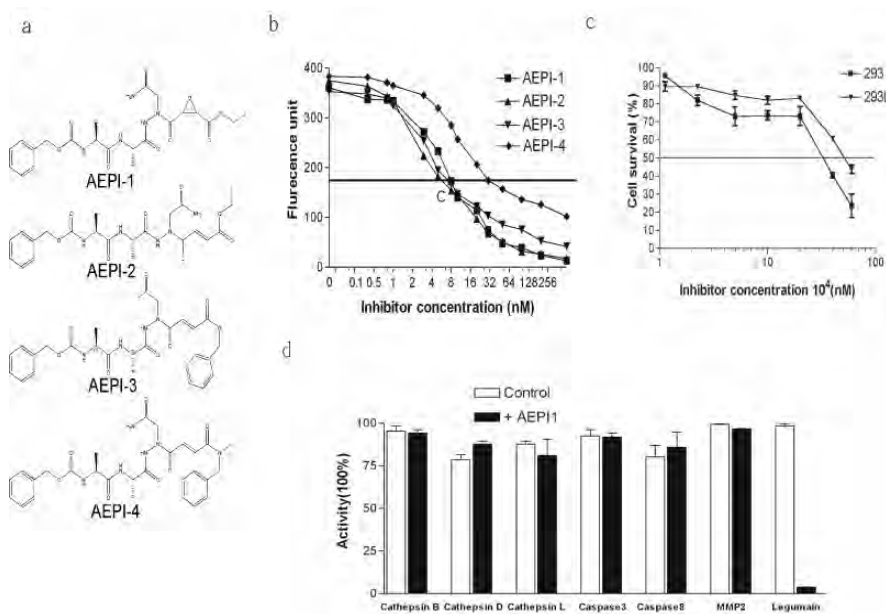 a
AEPI-1
AEPI-2
AEPI-3
AEPI-4
b
400
300
200
100
0
Flurecence unit
AEPI-1
AEPI-2
AEPI-3
AEPI-4
C
0 0.1 0.5 1 2 4 8 16 32 64 128 256
Inhibitor concentration (nM)
c
100
90
80
70
60
50
40
30
20
10
0
Cell survival (%)
293
1 10 100
Inhibitor concentration 10⁴(nM)
d
Control
+ AEPI1
100
75
50
25
0
Activity(100%)
Cathepsin B Cathepsin D Cathepsin L Caspase3 Caspase8 MMP2 Legumain